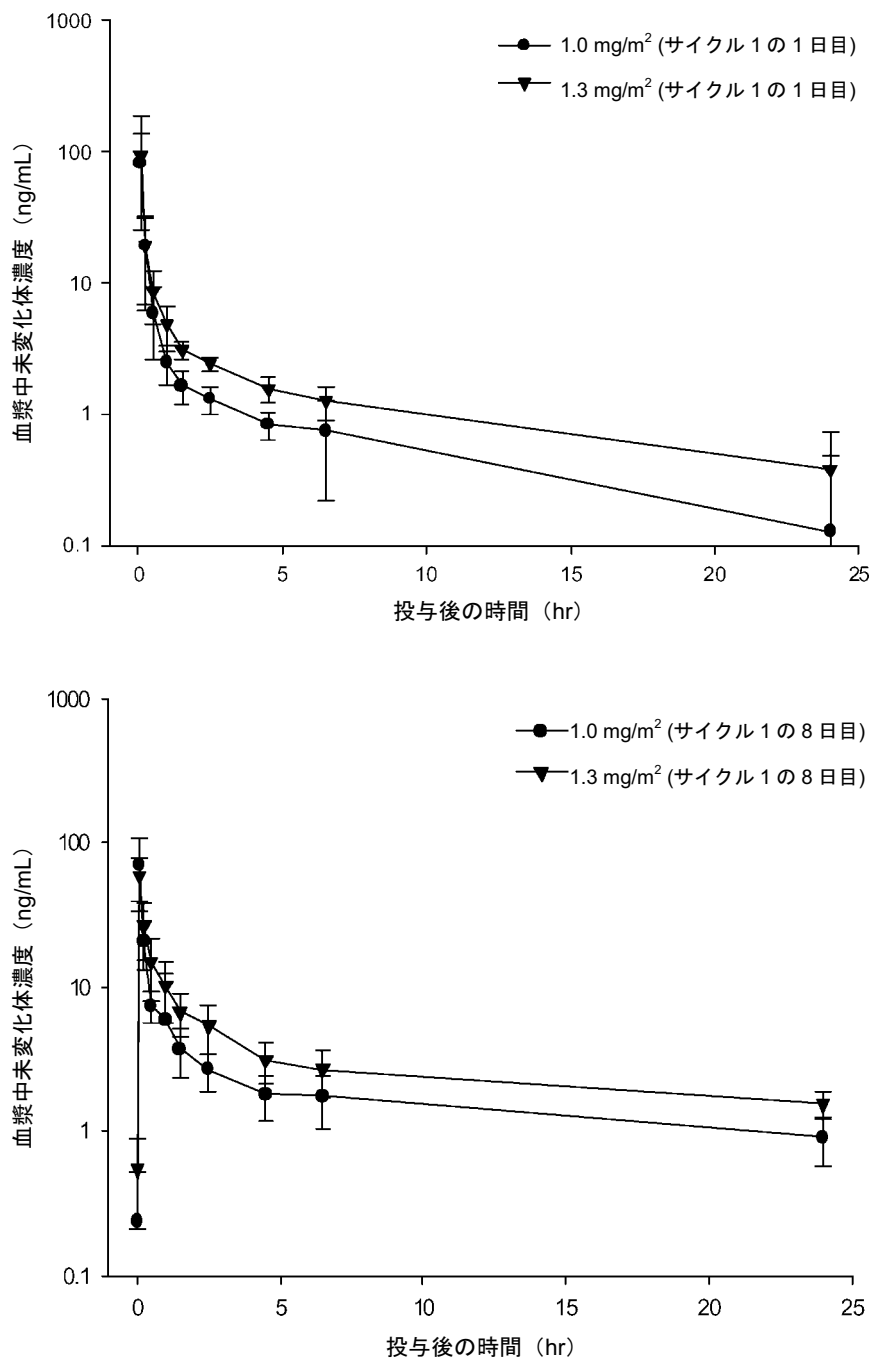 1000
100
10
1
0.1
血漿中未変化体濃度（ng/mL）
1.0 mg/m² (サイクル 1 の 1 日目)
1.3 mg/m² (サイクル 1 の 1 日目)
0 5 10 15 20 25
投与後の時間（hr）
1000
100
10
1
0.1
血漿中未変化体濃度（ng/mL）
1.0 mg/m² (サイクル 1 の 8 日目)
1.3 mg/m² (サイクル 1 の 8 日目)
0 5 10 15 20 25
投与後の時間（hr）